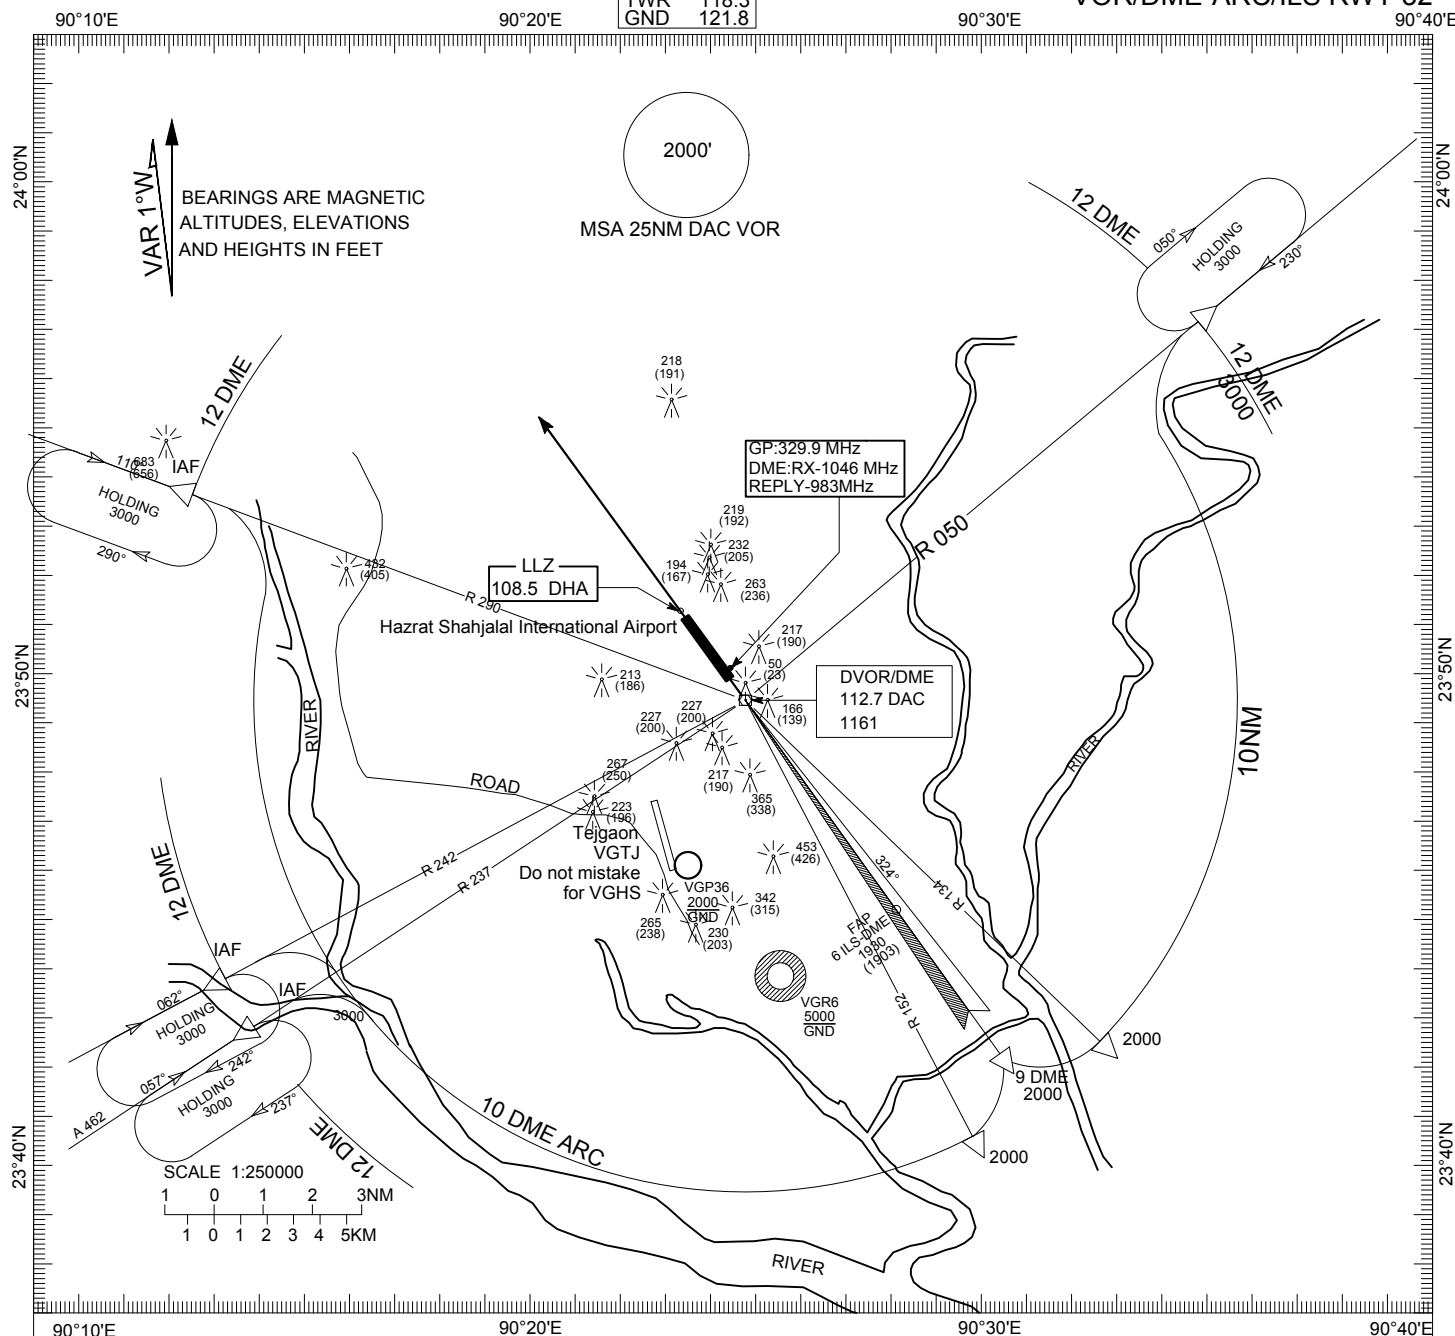 TWR 118.3
GND 121.8
VOR/DME ARC/ILS RWY 32
90°10'E
90°20'E
90°30'E
90°40'E
24°00'N
24°00'N
2000'
MSA 25NM DAC VOR
VAR 1°W
BEARINGS ARE MAGNETIC
ALTITUDES, ELEVATIONS
AND HEIGHTS IN FEET
12 DME
050°
HOLDING
3000
230°
12 DME
3000
12 DME
218
(191)
683
(656)
110°
IAF
HOLDING
3000
290°
GP:329.9 MHz
DME:RX-1046 MHz
REPLY-983MHz
R 050
219
(192)
232
(205)
194
(167)
263
(236)
432
(405)
LLZ
108.5 DHA
R 290
Hazrat Shahjalal International Airport
217
(190)
50
(23)
213
(186)
166
(139)
DVOR/DME
112.7 DAC
1161
23°50'N
23°50'N
RIVER
227
(200)
227
(200)
217
(190)
10NM
RIVER
ROAD
267
(250)
223
(196)
365
(338)
Tejgaon
VGTJ
Do not mistake
for VGHS
453
(426)
324°
R 134
R 242
R 237
12 DME
VGP36
2000
GND
342
(315)
265
(238)
230
(203)
FAP
6 ILS-DME
1930
(1903)
IAF
IAF
062°
HOLDING
3000
3000
VGR6
5000
GND
R 152
2000
242°
057°
HOLDING
3000
237°
A 462
9 DME
2000
10 DME ARC
12 DME
2000
23°40'N
23°40'N
SCALE 1:250000
1 0 1 2 3NM
1 0 1 2 3 4 5KM
RIVER
90°10'E
90°20'E
90°30'E
90°40'E